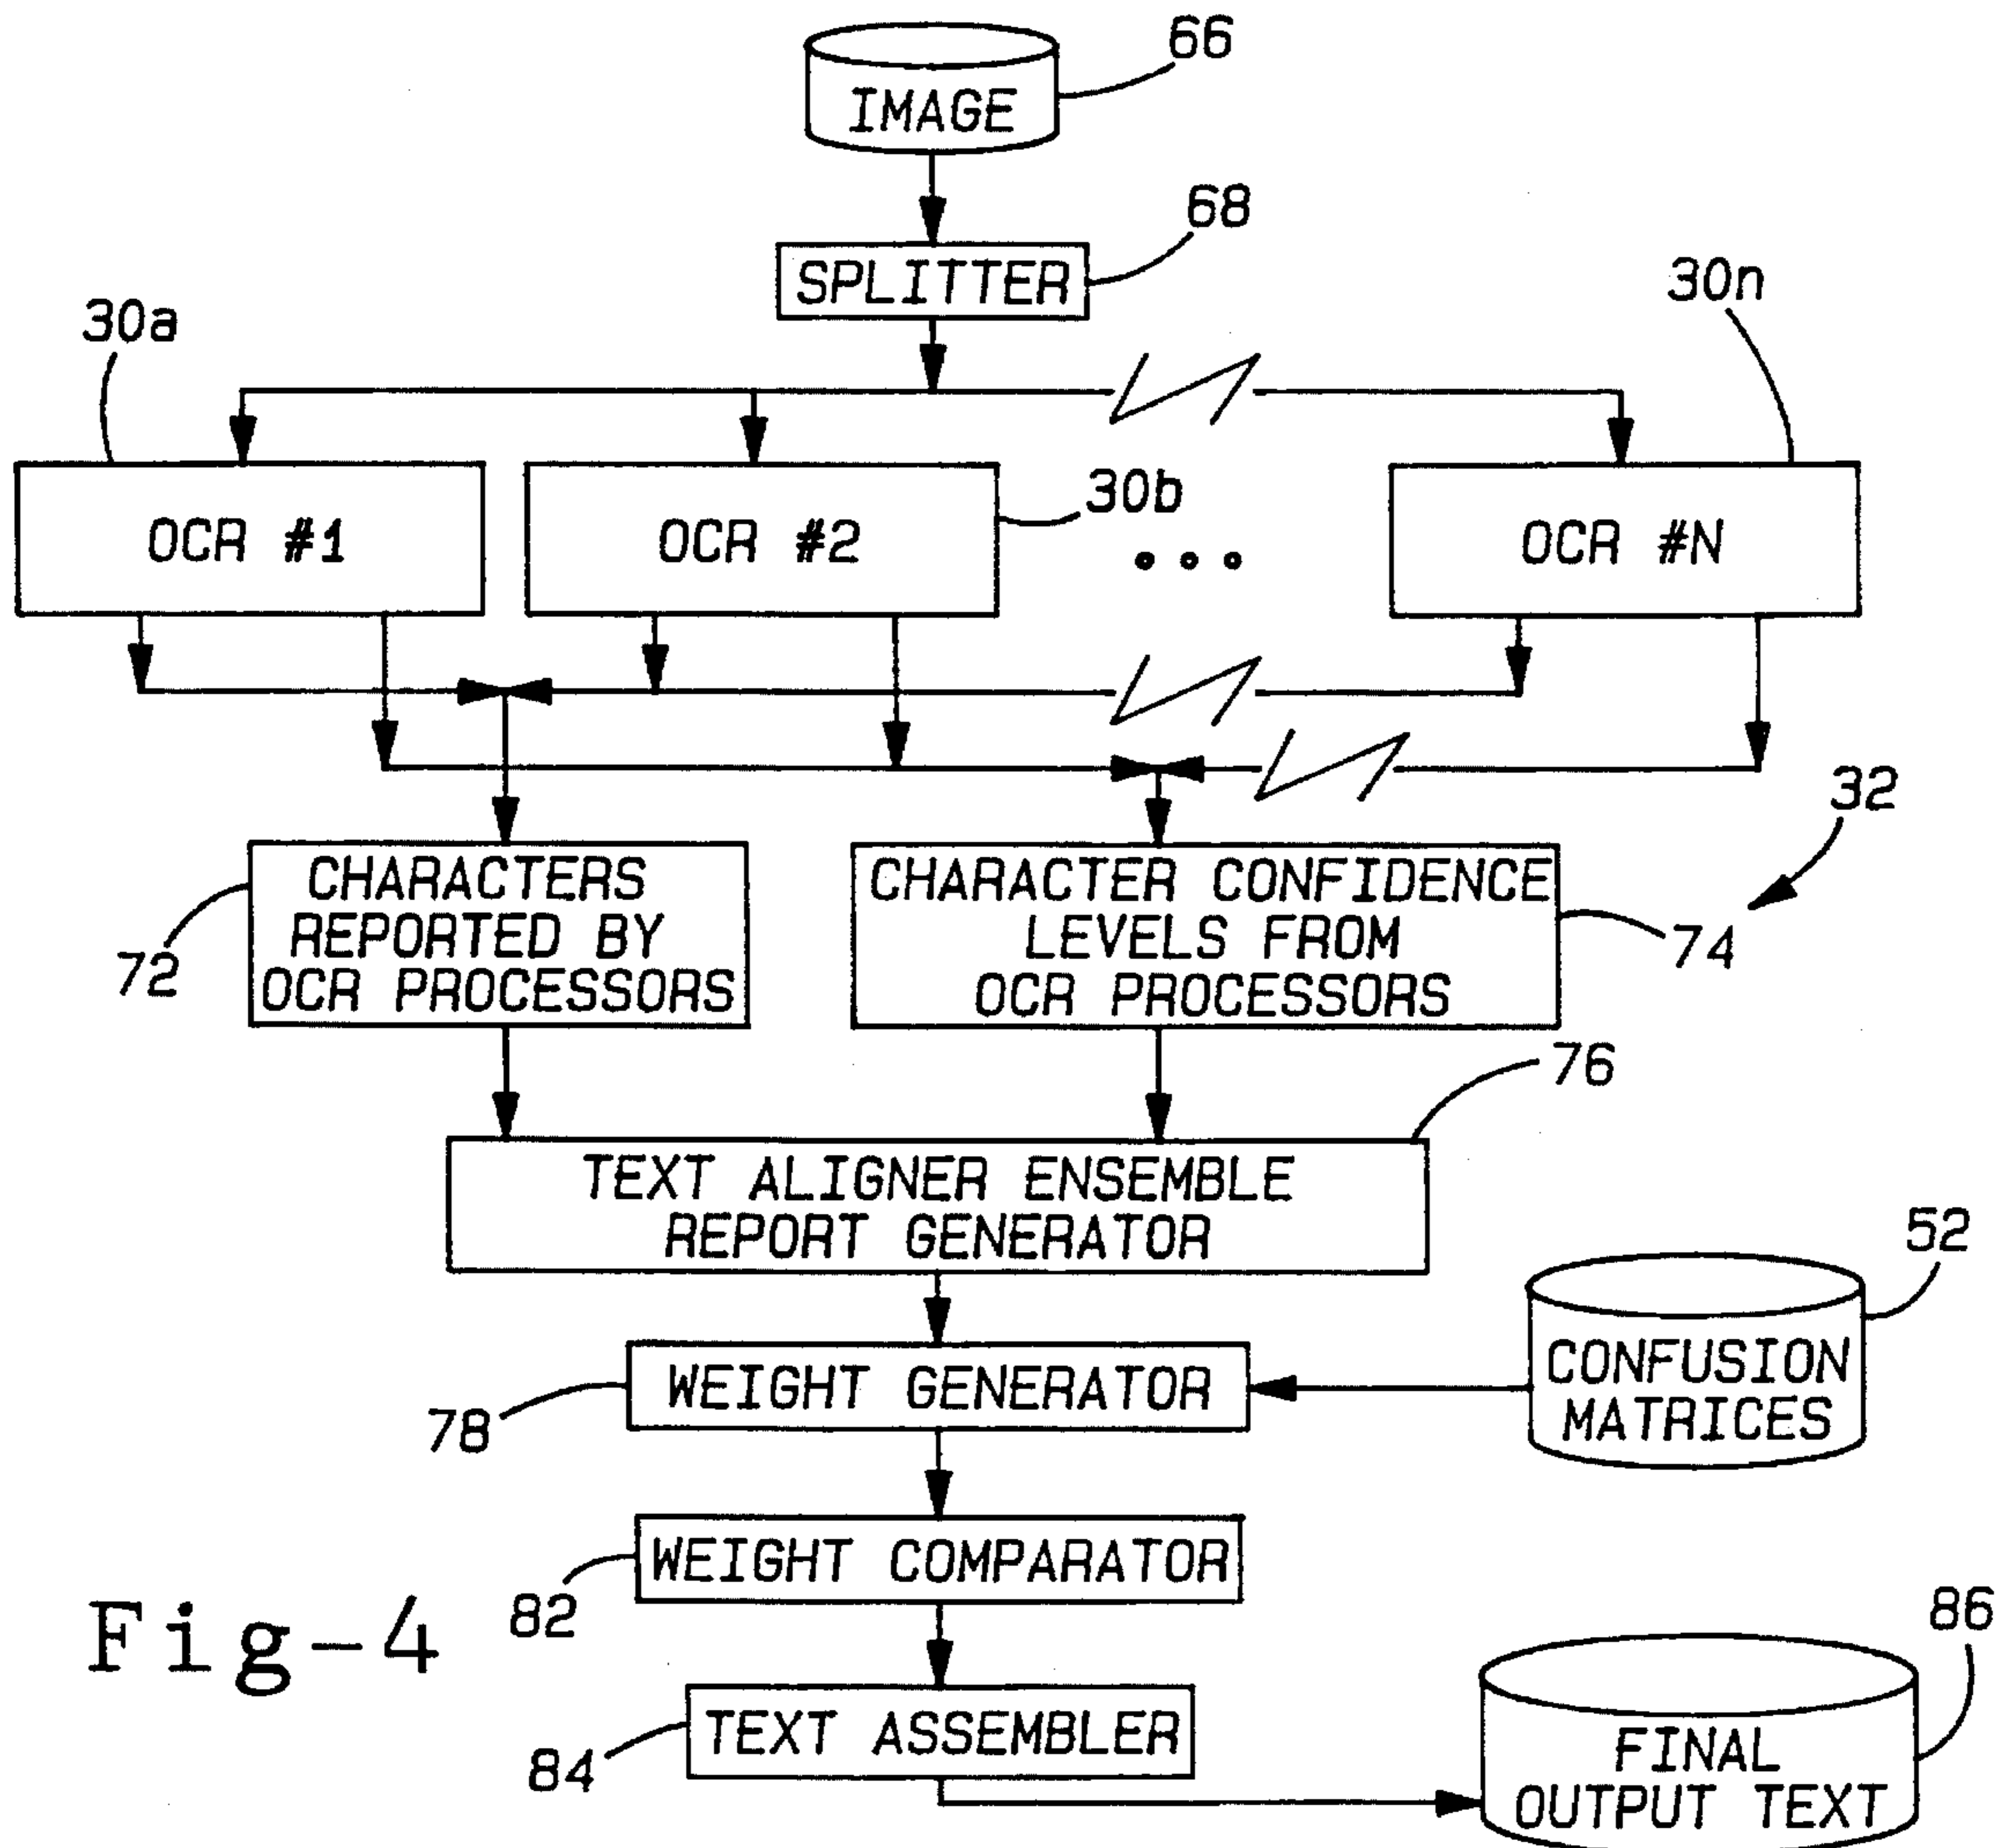 66
IMAGE
68
SPLITTER
30a
30n
OCR #1
OCR #2
30b
• • •
OCR #N
32
CHARACTERS
REPORTED BY
OCR PROCESSORS
72
CHARACTER CONFIDENCE
LEVELS FROM
OCR PROCESSORS
74
76
TEXT ALIGNER ENSEMBLE
REPORT GENERATOR
52
CONFUSION
MATRICES
WEIGHT GENERATOR
78
WEIGHT COMPARATOR
82
Fig-4
86
TEXT ASSEMBLER
84
FINAL
OUTPUT TEXT